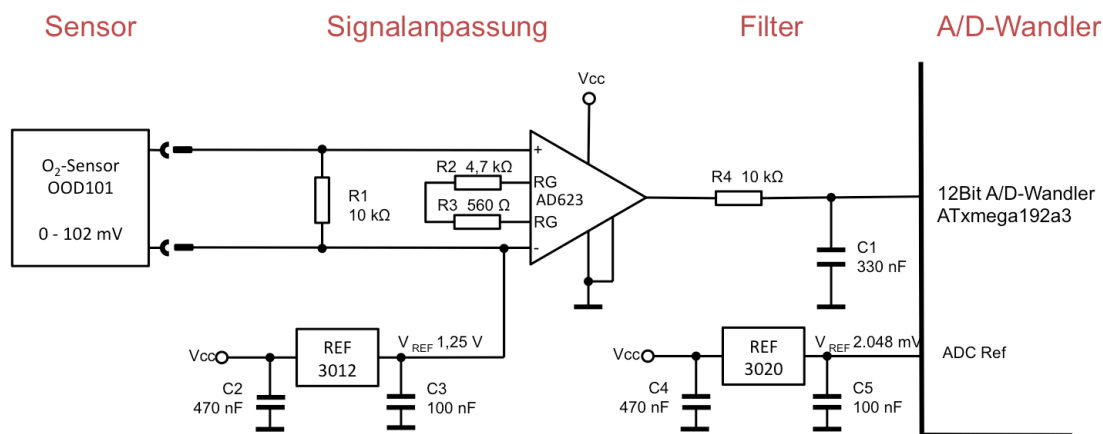 Sensor
Signalanpassung
Filter
A/D-Wandler
Vcc
O₂-Sensor
OOD101
0 - 102 mV
R1
10 kΩ
R2 4,7 kΩ
R3 560 Ω
+
RG
AD623
RG
-
R4 10 kΩ
C1
330 nF
12Bit A/D-Wandler
ATxmega192a3
Vcc
REF
3012
V REF 1,25 V
C2
470 nF
C3
100 nF
Vcc
REF
3020
V REF 2.048 mV
ADC Ref
C4
470 nF
C5
100 nF